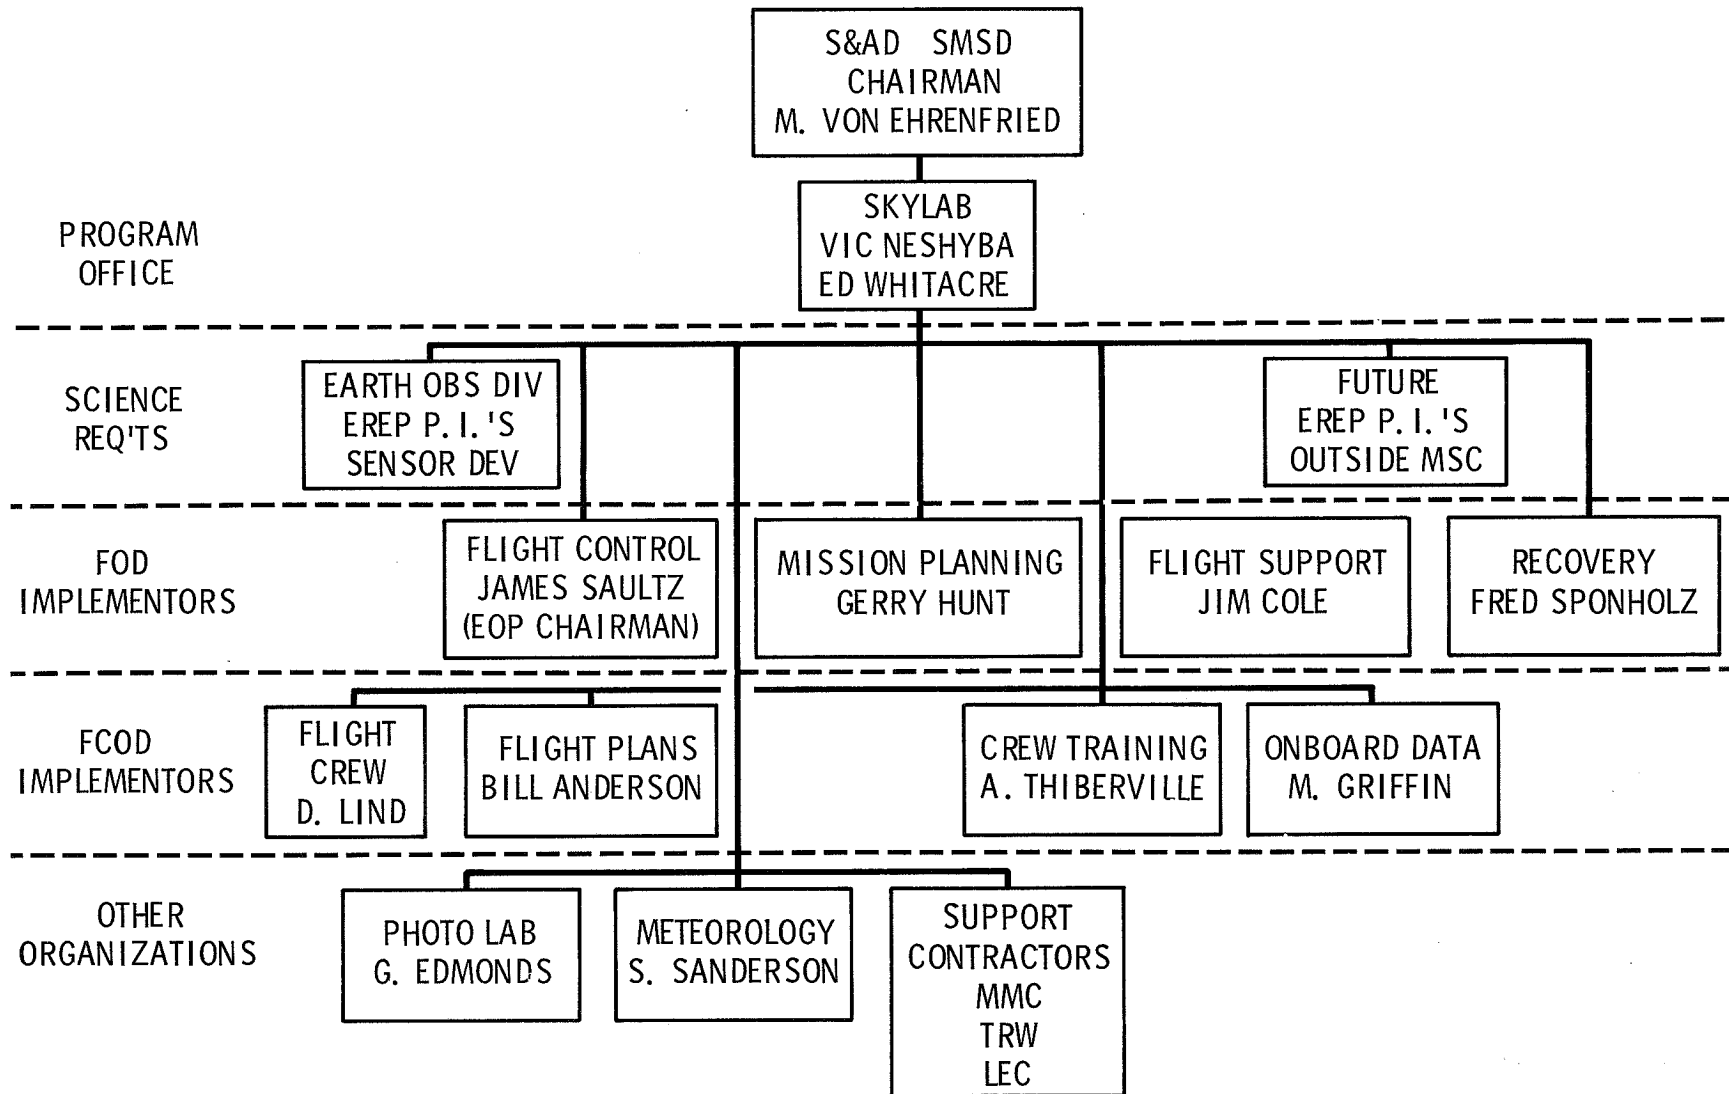 S&AD SMSD
CHAIRMAN
M. VON EHRENFRIED
PROGRAM
OFFICE
SKYLAB
VIC NESHYBA
ED WHITACRE
SCIENCE
REQ'TS
EARTH OBS DIV
EREP P. I.'S
SENSOR DEV
FUTURE
EREP P. I.'S
OUTSIDE MSC
FOD
IMPLEMENTORS
FLIGHT CONTROL
JAMES SAULTZ
(EOP CHAIRMAN)
MISSION PLANNING
GERRY HUNT
FLIGHT SUPPORT
JIM COLE
RECOVERY
FRED SPONHOLZ
FCOD
IMPLEMENTORS
FLIGHT
CREW
D. LIND
FLIGHT PLANS
BILL ANDERSON
CREW TRAINING
A. THIBERVILLE
ONBOARD DATA
M. GRIFFIN
OTHER
ORGANIZATIONS
PHOTO LAB
G. EDMONDS
METEOROLOGY
S. SANDERSON
SUPPORT
CONTRACTORS
MMC
TRW
LEC